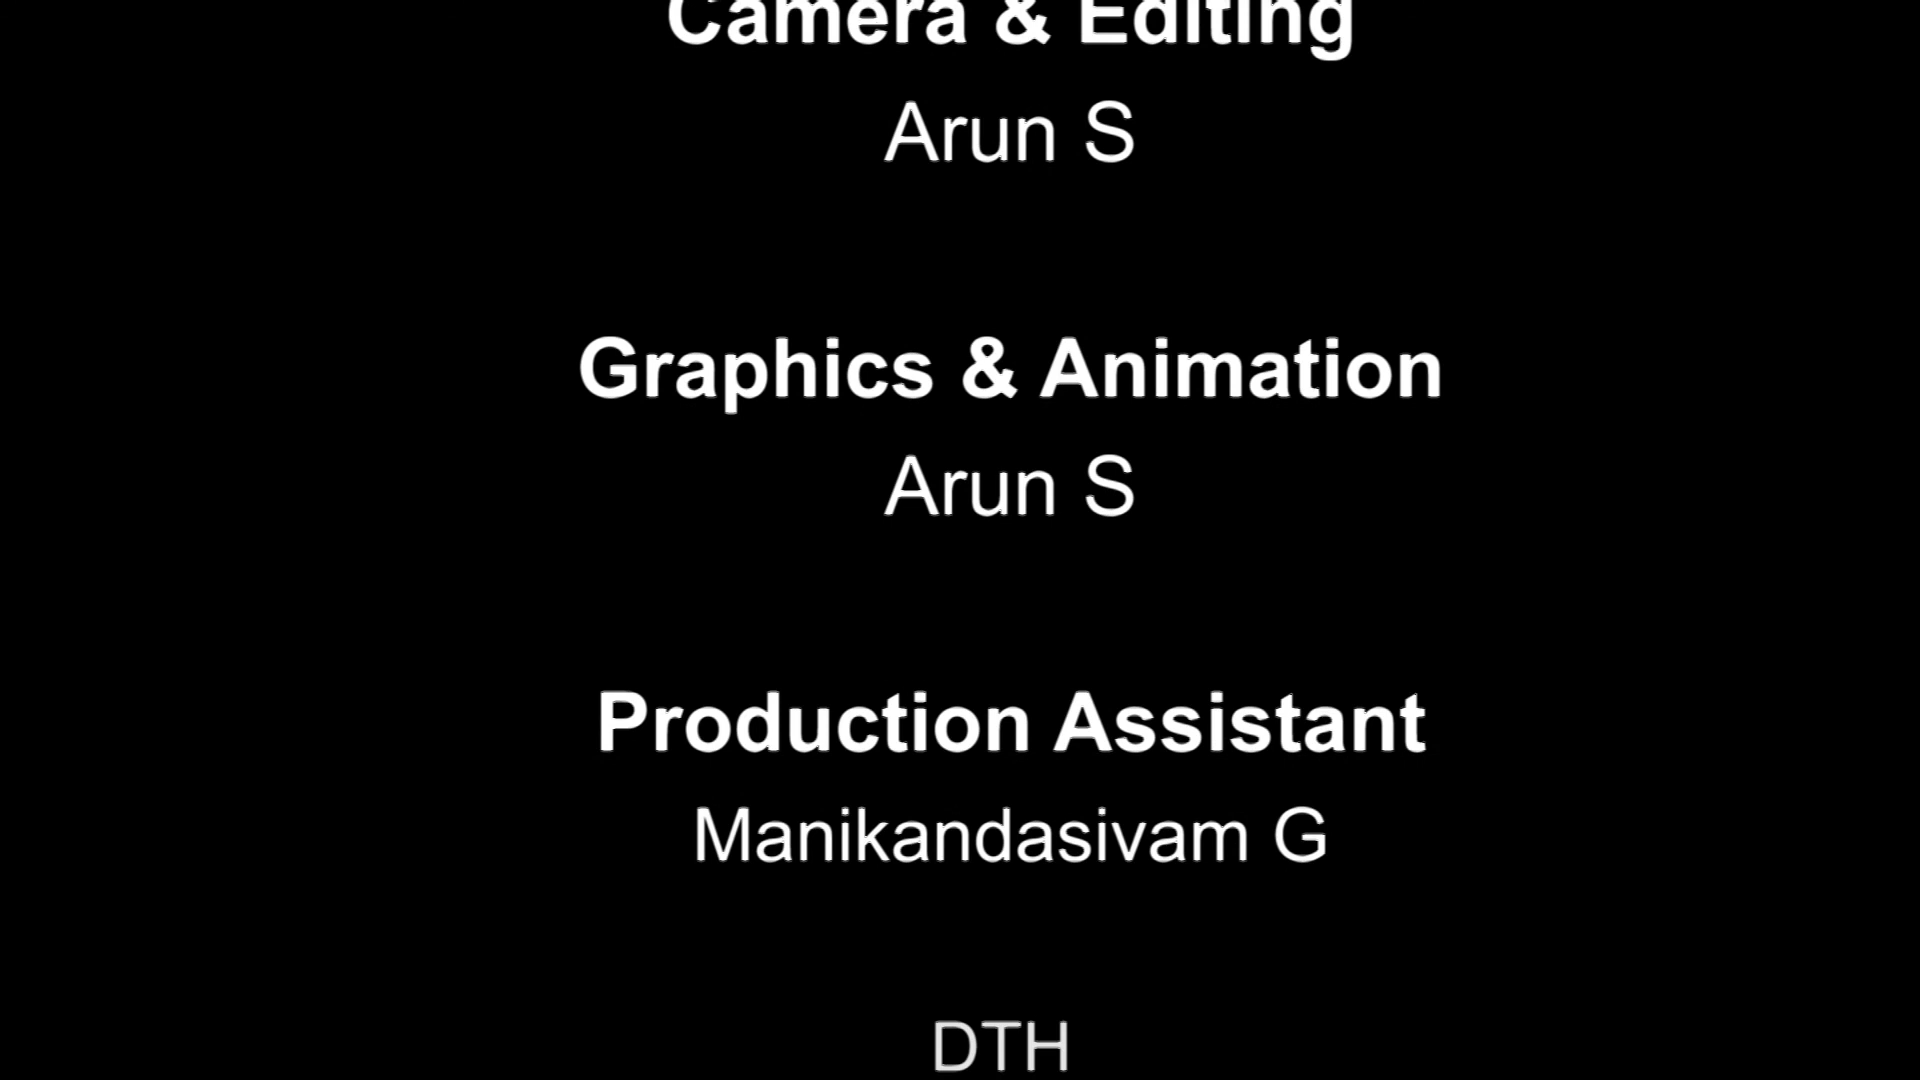 Camera & Editing
Arun S
Graphics & Animation
Arun S
Production Assistant
Manikandasivam G
DTH